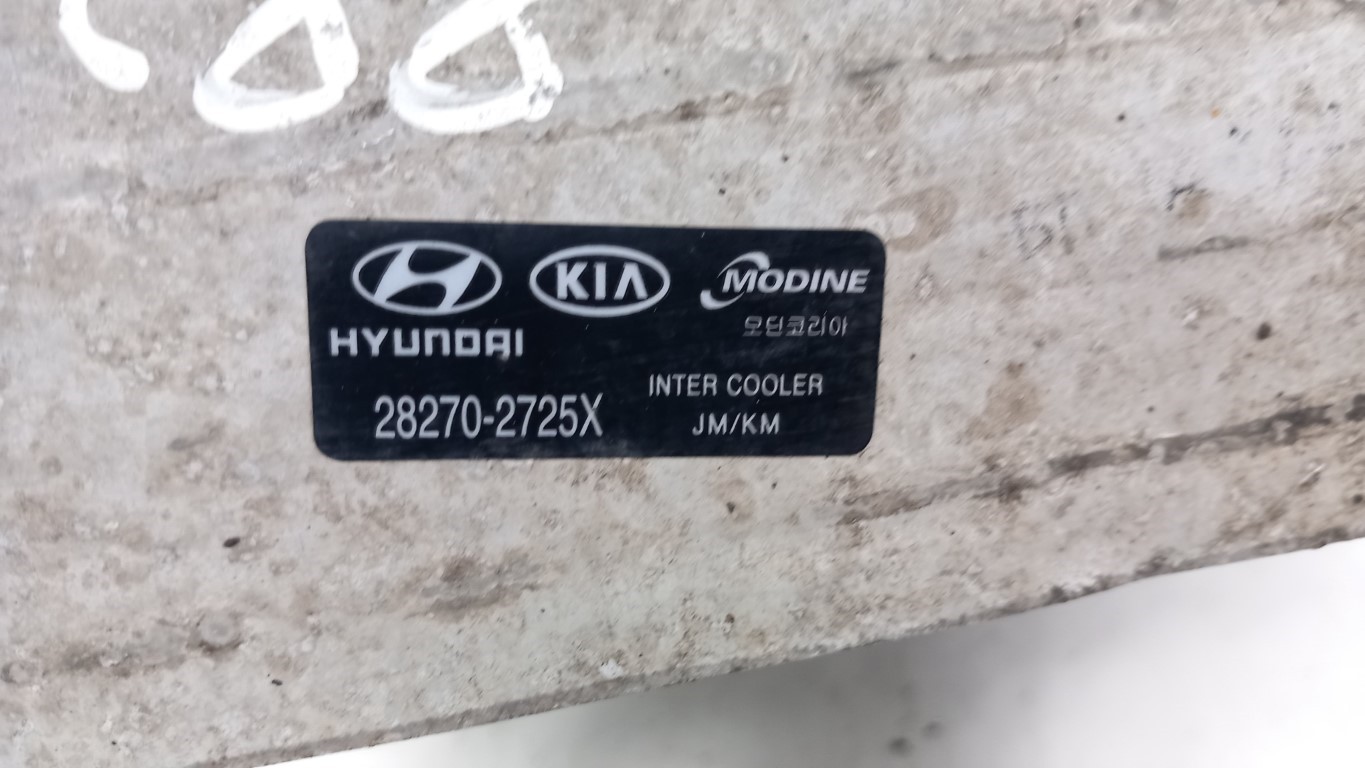 HYUNDAI
KIA
MODINE
모딘코리아
28270-2725X
INTER COOLER
JM/KM